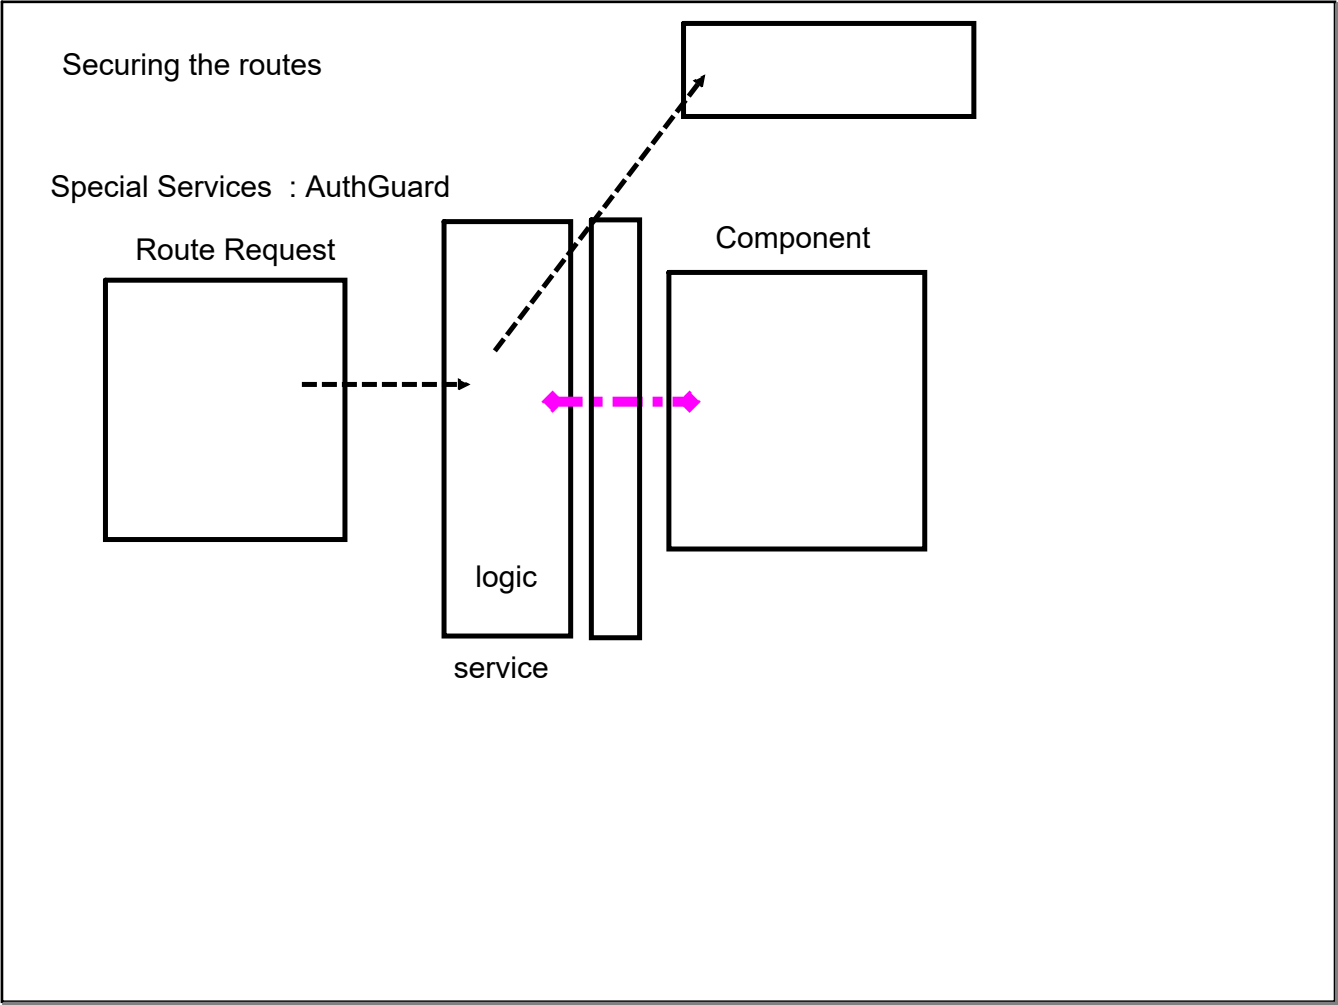 Securing the routes
Special Services  : AuthGuard
Route Request
Component
logic
service